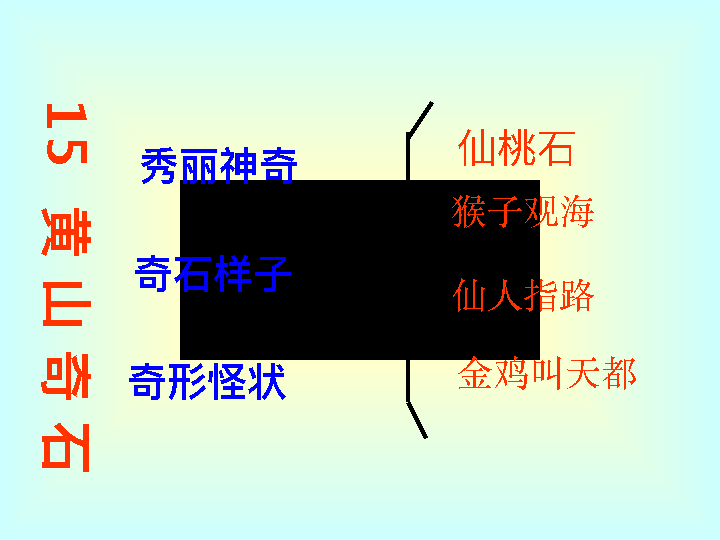 15 黄山奇石
秀丽神奇
奇石样子
奇形怪状
仙桃石
猴子观海
仙人指路
金鸡叫天都